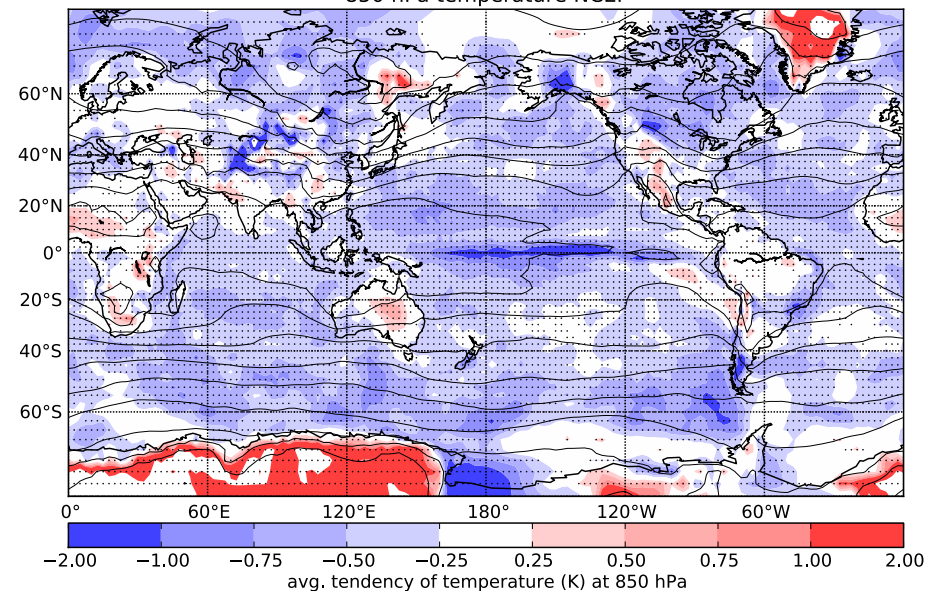 60°N
40°N
20°N
0°
20°S
40°S
60°S
0° 60°E 120°E 180° 120°W 60°W
−2.00 −1.00 −0.75 −0.50 −0.25 0.25 0.50 0.75 1.00 2.00
avg. tendency of temperature (K) at 850 hPa